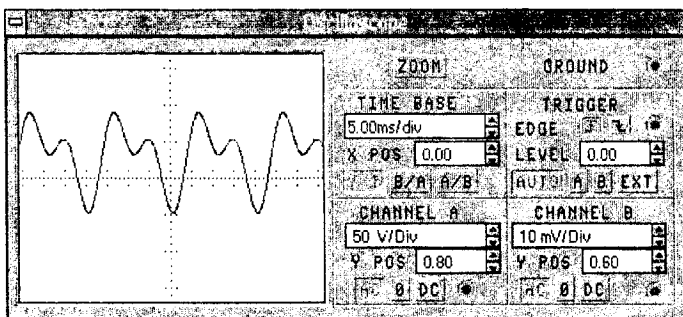 Oscilloscope
ZOOM GROUND
TIME BASE
5.00ms/div
X POS 0.00
B/A A/B
TRIGGER
EDGE
LEVEL 0.00
AUTO A B EXT
CHANNEL A
50 V/Div
Y POS 0.80
AC 0 DC
CHANNEL B
10 mV/Div
Y POS 0.60
AC 0 DC